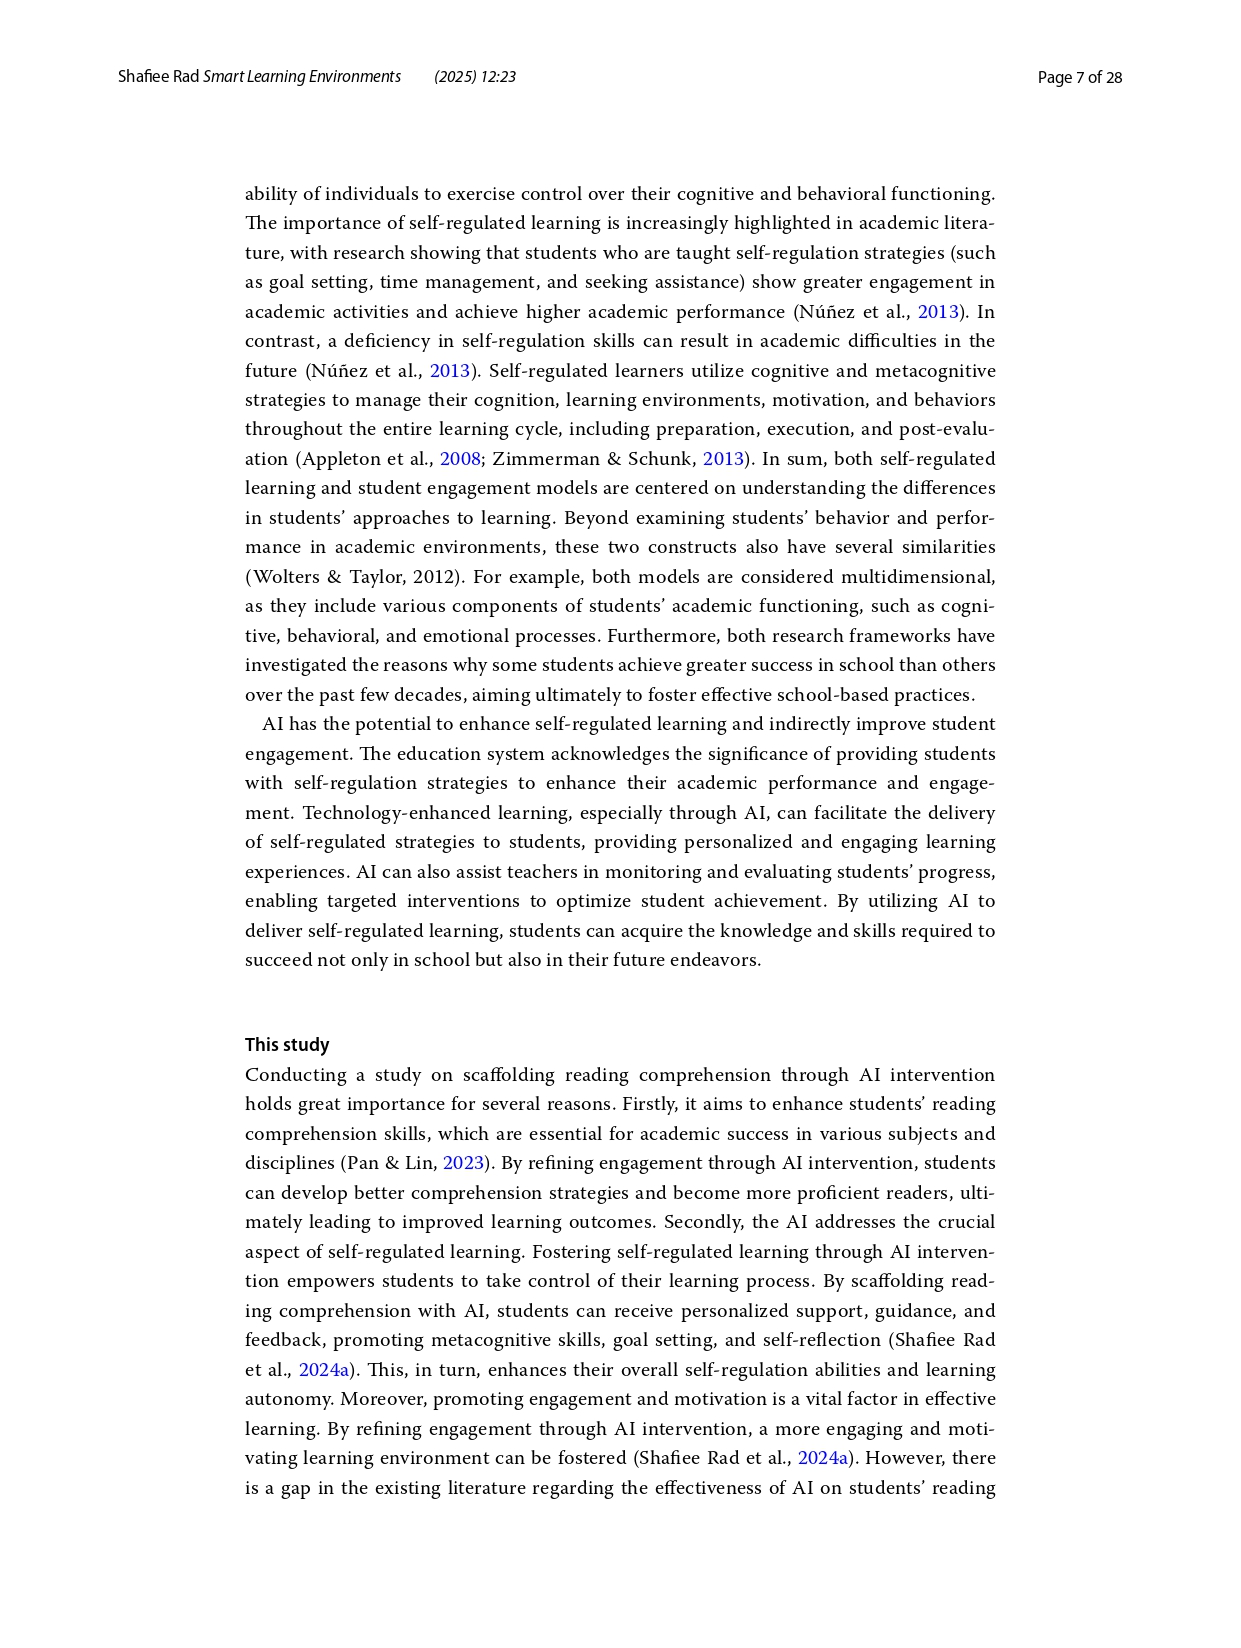 Shafiee Rad Smart Learning Environments (2025) 12:23
Page 7 of 28
ability of individuals to exercise control over their cognitive and behavioral functioning.
The importance of self-regulated learning is increasingly highlighted in academic litera-
ture, with research showing that students who are taught self-regulation strategies (such
as goal setting, time management, and seeking assistance) show greater engagement in
academic activities and achieve higher academic performance (Núñez et al., 2013). In
contrast, a deficiency in self-regulation skills can result in academic difficulties in the
future (Núñez et al., 2013). Self-regulated learners utilize cognitive and metacognitive
strategies to manage their cognition, learning environments, motivation, and behaviors
throughout the entire learning cycle, including preparation, execution, and post-evalu-
ation (Appleton et al., 2008; Zimmerman & Schunk, 2013). In sum, both self-regulated
learning and student engagement models are centered on understanding the differences
in students’ approaches to learning. Beyond examining students’ behavior and perfor-
mance in academic environments, these two constructs also have several similarities
(Wolters & Taylor, 2012). For example, both models are considered multidimensional,
as they include various components of students’ academic functioning, such as cogni-
tive, behavioral, and emotional processes. Furthermore, both research frameworks have
investigated the reasons why some students achieve greater success in school than others
over the past few decades, aiming ultimately to foster effective school-based practices.
AI has the potential to enhance self-regulated learning and indirectly improve student
engagement. The education system acknowledges the significance of providing students
with self-regulation strategies to enhance their academic performance and engage-
ment. Technology-enhanced learning, especially through AI, can facilitate the delivery
of self-regulated strategies to students, providing personalized and engaging learning
experiences. AI can also assist teachers in monitoring and evaluating students’ progress,
enabling targeted interventions to optimize student achievement. By utilizing AI to
deliver self-regulated learning, students can acquire the knowledge and skills required to
succeed not only in school but also in their future endeavors.
This study
Conducting a study on scaffolding reading comprehension through AI intervention
holds great importance for several reasons. Firstly, it aims to enhance students’ reading
comprehension skills, which are essential for academic success in various subjects and
disciplines (Pan & Lin, 2023). By refining engagement through AI intervention, students
can develop better comprehension strategies and become more proficient readers, ulti-
mately leading to improved learning outcomes. Secondly, the AI addresses the crucial
aspect of self-regulated learning. Fostering self-regulated learning through AI interven-
tion empowers students to take control of their learning process. By scaffolding read-
ing comprehension with AI, students can receive personalized support, guidance, and
feedback, promoting metacognitive skills, goal setting, and self-reflection (Shafiee Rad
et al., 2024a). This, in turn, enhances their overall self-regulation abilities and learning
autonomy. Moreover, promoting engagement and motivation is a vital factor in effective
learning. By refining engagement through AI intervention, a more engaging and moti-
vating learning environment can be fostered (Shafiee Rad et al., 2024a). However, there
is a gap in the existing literature regarding the effectiveness of AI on students’ reading